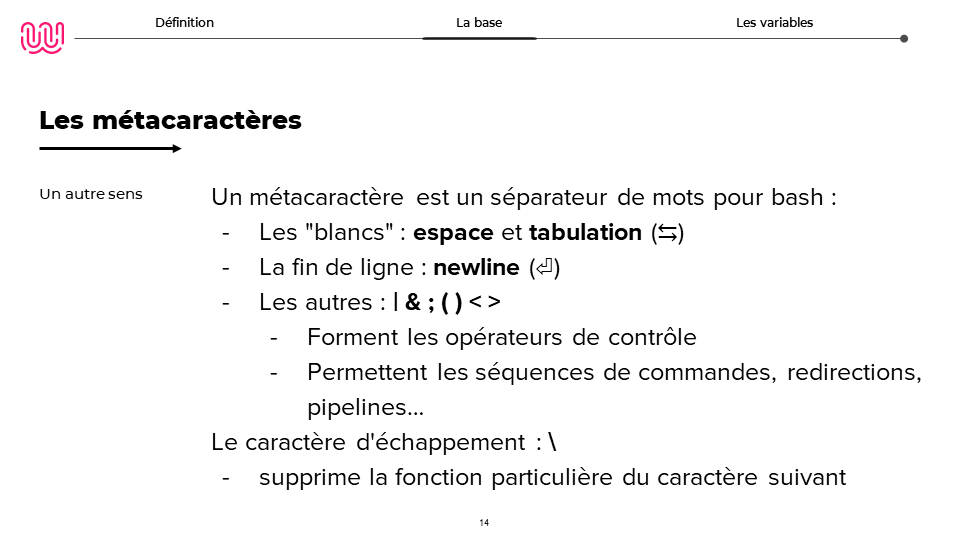 Définition
La base
Les variables
Les métacaractères
Un autre sens
Un métacaractère est un séparateur de mots pour bash :
- Les "blancs" : espace et tabulation (⇆)
- La fin de ligne : newline (⏎)
- Les autres : | & ; ( ) < >
- Forment les opérateurs de contrôle
- Permettent les séquences de commandes, redirections,
pipelines...
Le caractère d'échappement : \
- supprime la fonction particulière du caractère suivant
14